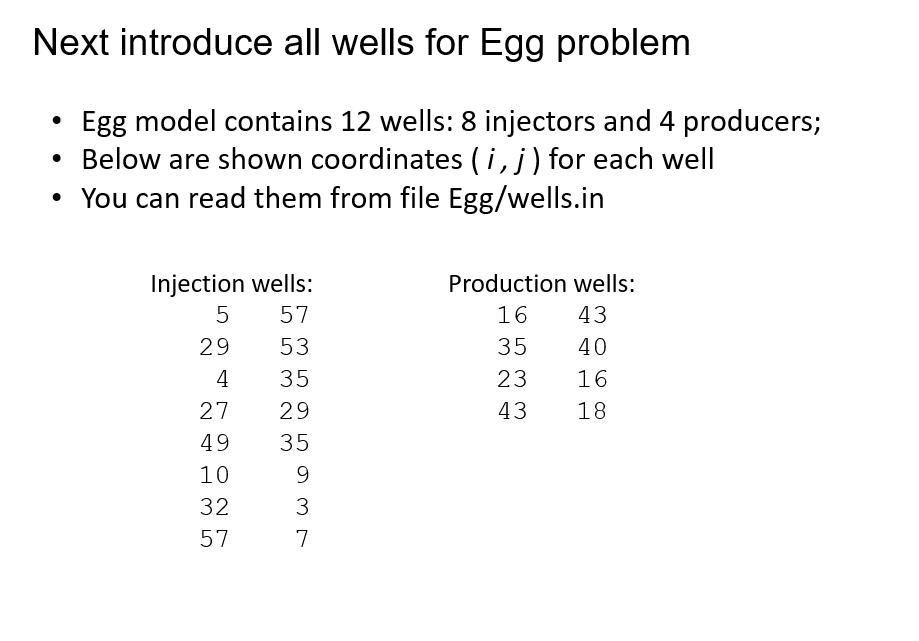 Next introduce all wells for Egg problem
• Egg model contains 12 wells: 8 injectors and 4 producers;
• Below are shown coordinates ( i , j ) for each well
• You can read them from file Egg/wells.in
Injection wells:
5 57
29 53
4 35
27 29
49 35
10 9
32 3
57 7
Production wells:
16 43
35 40
23 16
43 18